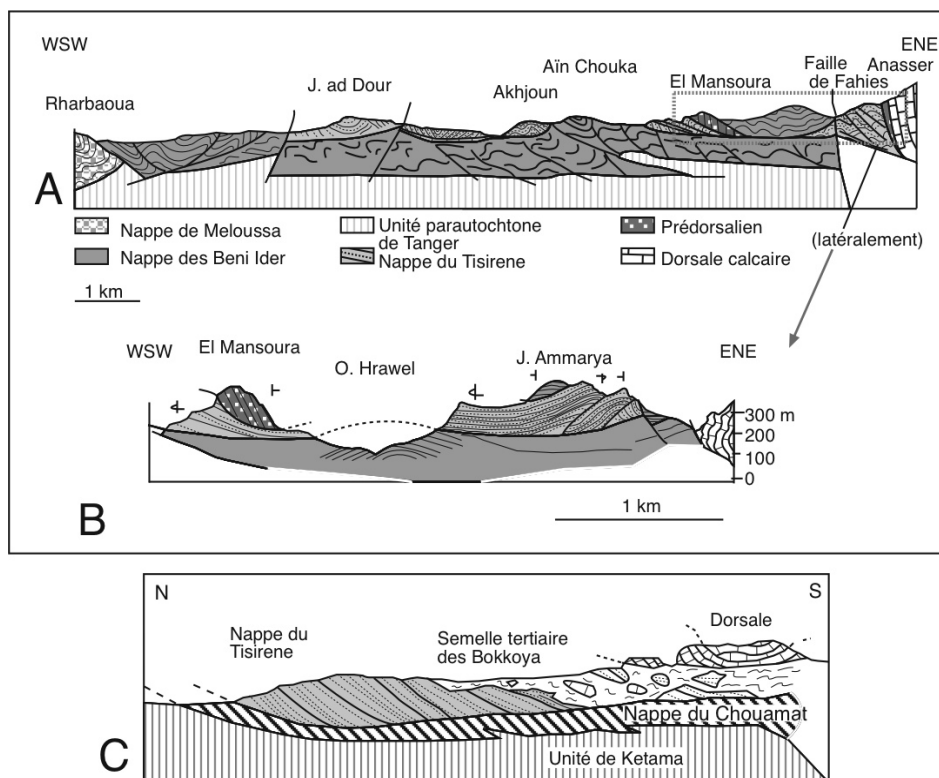 WSW
ENE
Rharbaoua
J. ad Dour
Aïn Chouka
Akhjoun
El Mansoura
Faille
de Fahies
Anasser
A
Nappe de Meloussa
Nappe des Beni Ider
Unité parautochtone
de Tanger
Nappe du Tisirene
Prédorsalien
Dorsale calcaire
(latéralement)
1 km
WSW
El Mansoura
O. Hrawel
J. Ammarya
ENE
300 m
200
100
0
B
1 km
N
S
Nappe du
Tisirene
Semelle tertiaire
des Bokkoya
Dorsale
Nappe du Chouamat
Unité de Ketama
C